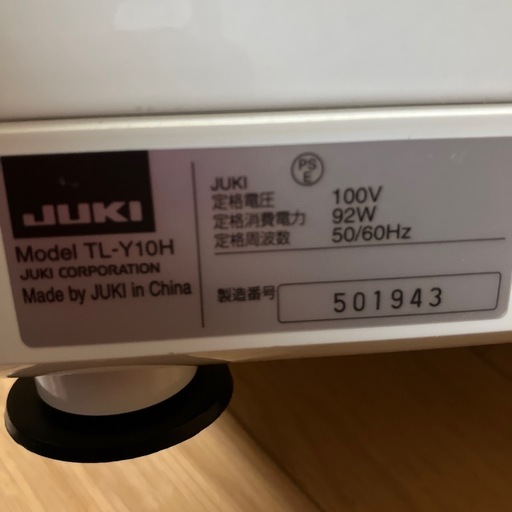 JUKI
Model TL-Y10H
JUKI CORPORATION
Made by JUKI in China
PS
E
JUKI
定格電圧 100V
定格消費電力 92W
定格周波数 50/60Hz
製造番号 501943